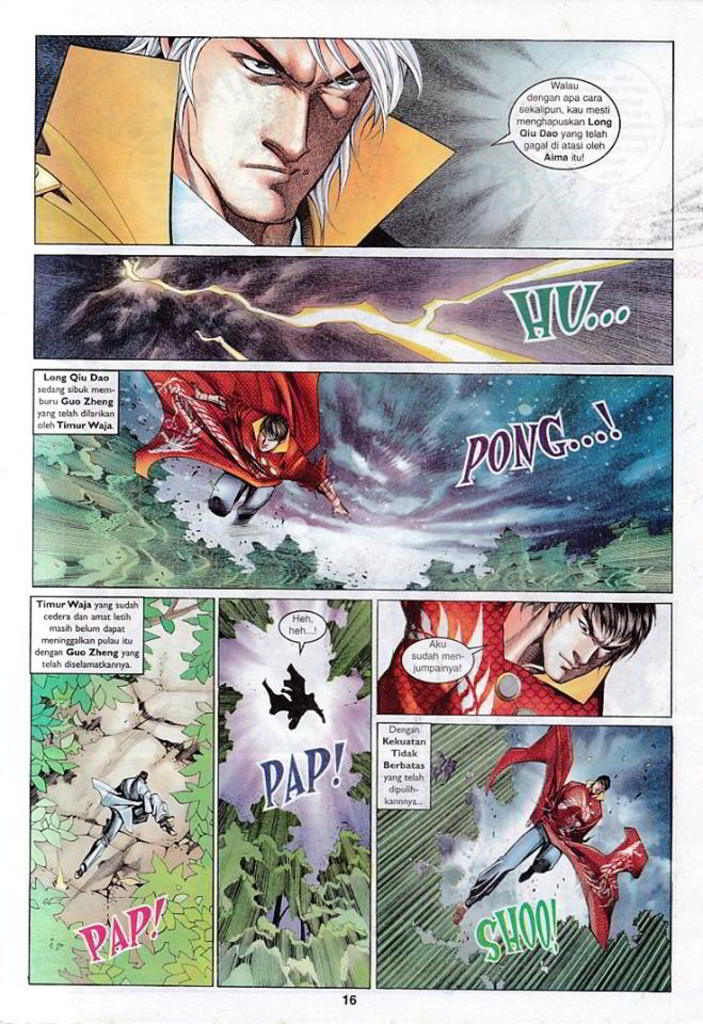 Walau
dengan apa cara
sekalipun, kau mesti
menghapuskan Long
Qiu Dao yang telah
gagal di atasi oleh
Aima itu!
HU...
Long Qiu Dao
sedang sibuk mem-
buru Guo Zheng
yang telah dilarikan
oleh Timur Waja.
PONG...!
Timur Waja yang sudah
cedera dan amat letih
masih belum dapat
meninggalkan pulau itu
dengan Guo Zheng yang
telah diselamatkannya.
PAP!
Heh,
heh...!
PAP!
Aku
sudah men-
jumpainya!
Dengan
Kekuatan
Tidak
Berbatas
yang telah
dipulih-
kannnya...
SHOO!
16